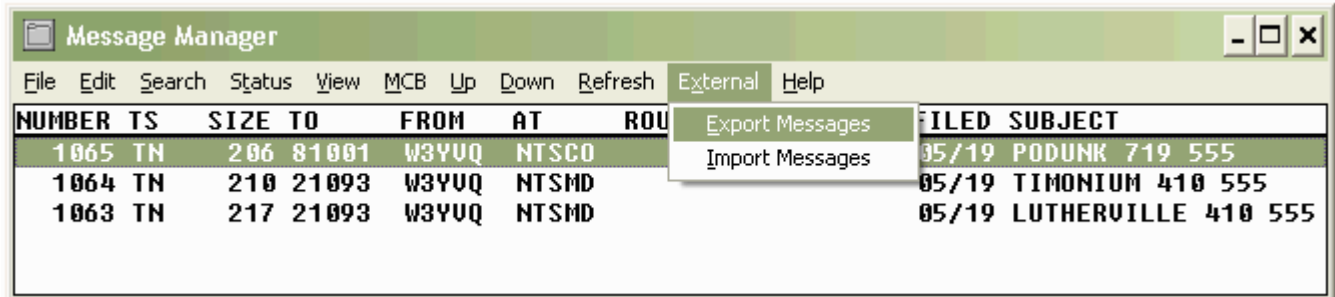 Message Manager
File Edit Search Status View MCB Up Down Refresh External Help
NUMBER TS SIZE TO FROM AT ROU FILED SUBJECT
Export Messages
1065 TN 206 81001 W3YVQ NTSCO 05/19 PODUNK 719 555
Import Messages
1064 TN 210 21093 W3YVQ NTSMD 05/19 TIMONIUM 410 555
1063 TN 217 21093 W3YVQ NTSMD 05/19 LUTHERVILLE 410 555